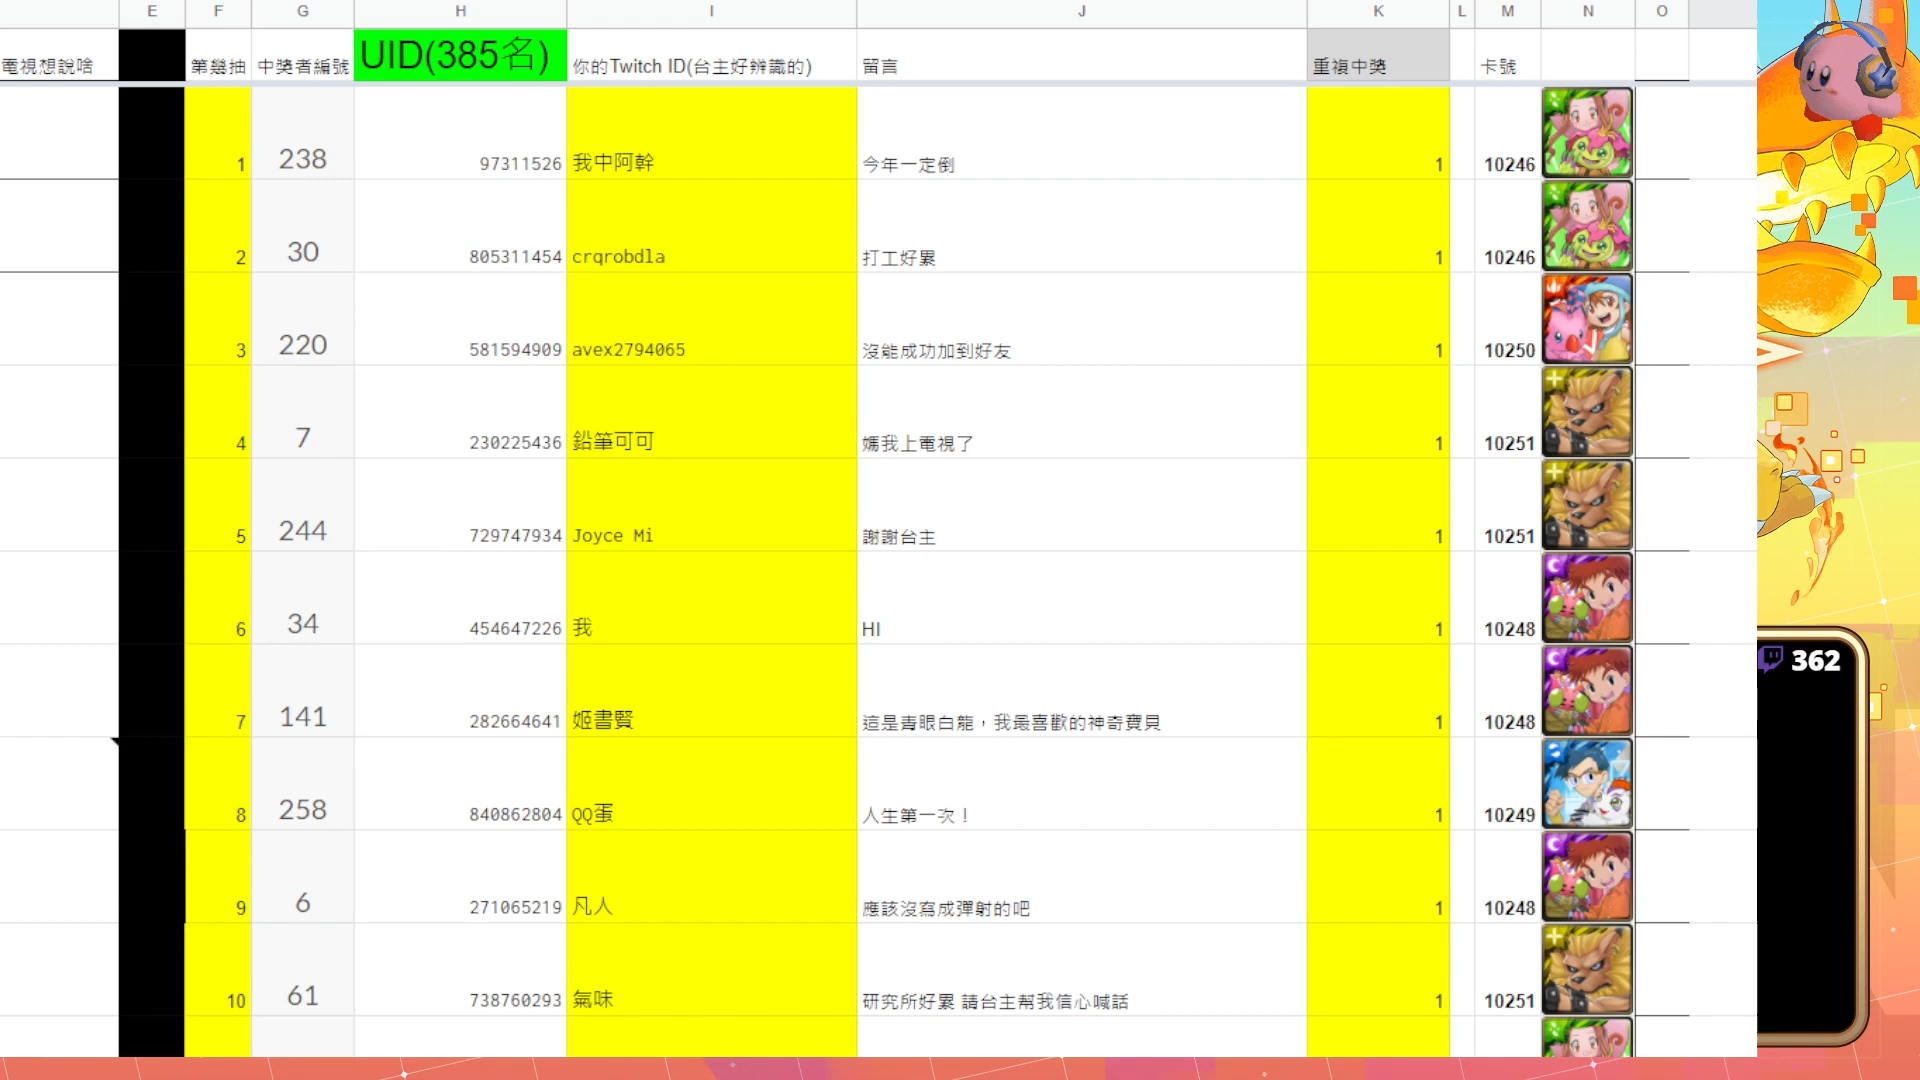 E F G H I J K L M N O
電視想說啥 第幾抽 中獎者編號 UID(385名) 你的Twitch ID(台主好辨識的) 留言 重複中獎 卡號
1 238 97311526 我中阿幹 今年一定倒 1 10246
2 30 805311454 crqrobdla 打工好累 1 10246
3 220 581594909 avex2794065 沒能成功加到好友 1 10250
4 7 230225436 鉛筆可可 媽我上電視了 1 10251
5 244 729747934 Joyce Mi 謝謝台主 1 10251
6 34 454647226 我 HI 1 10248
362
7 141 282664641 姬書賢 這是青眼白龍，我最喜歡的神奇寶貝 1 10248
8 258 840862804 QQ蛋 人生第一次！ 1 10249
9 6 271065219 凡人 應該沒寫成彈射的吧 1 10248
10 61 738760293 氣味 研究所好累 請台主幫我信心喊話 1 10251